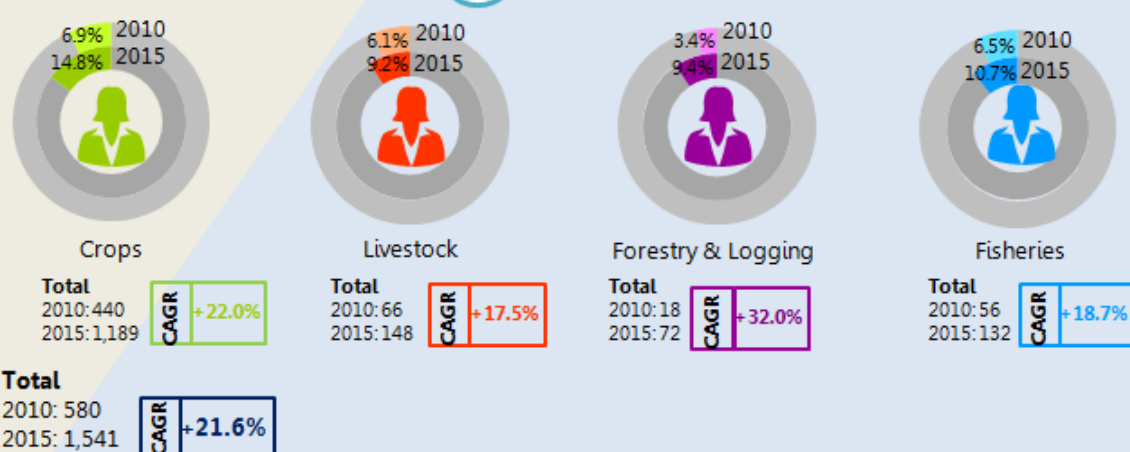 6.9% 2010
14.8% 2015
Crops
Total
2010: 440
2015: 1,189
CAGR
+22.0%
6.1% 2010
9.2% 2015
Livestock
Total
2010: 66
2015: 148
CAGR
+17.5%
3.4% 2010
9.4% 2015
Forestry & Logging
Total
2010: 18
2015: 72
CAGR
+32.0%
6.5% 2010
10.7% 2015
Fisheries
Total
2010: 56
2015: 132
CAGR
+18.7%
Total
2010: 580
2015: 1,541
CAGR
+21.6%